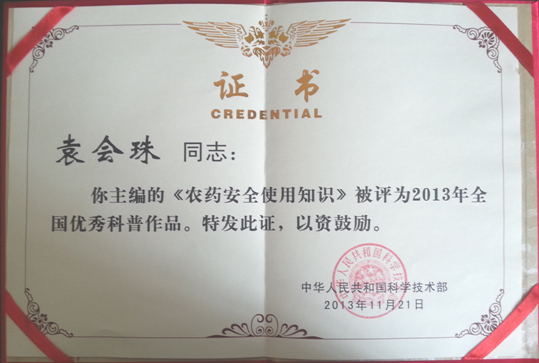 证书
CREDENTIAL
袁会珠 同志：
你主编的《农药安全使用知识》被评为2013年全
国优秀科普作品。特发此证，以资鼓励。
中华人民共和国科学技术部
2013年11月21日